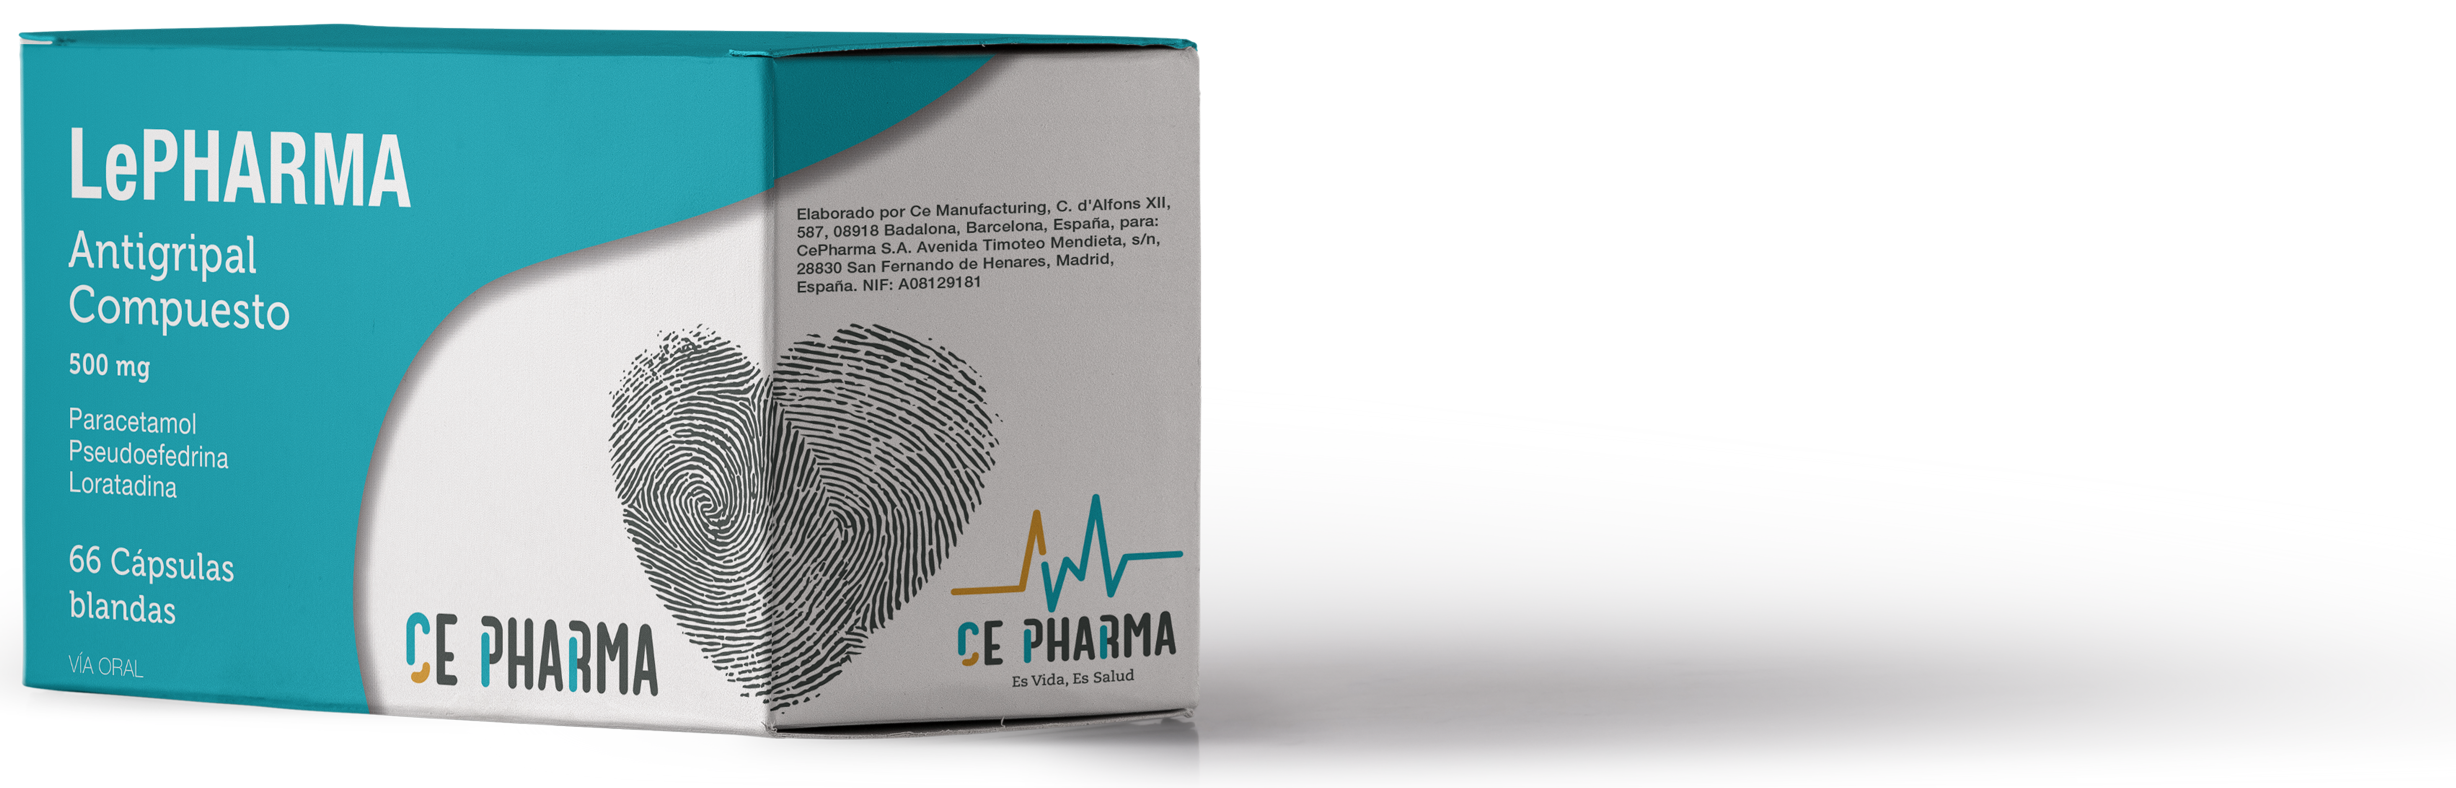 LePHARMA
Antigripal
Compuesto
500 mg
Paracetamol
Pseudoefedrina
Loratadina
66 Cápsulas
blandas
VÍA ORAL
CE PHARMA
Elaborado por Ce Manufacturing, C. d'Alfons XII,
587, 08918 Badalona, Barcelona, España, para:
CePharma S.A. Avenida Timoteo Mendieta, s/n,
28830 San Fernando de Henares, Madrid,
España. NIF: A08129181
CE PHARMA
Es Vida, Es Salud